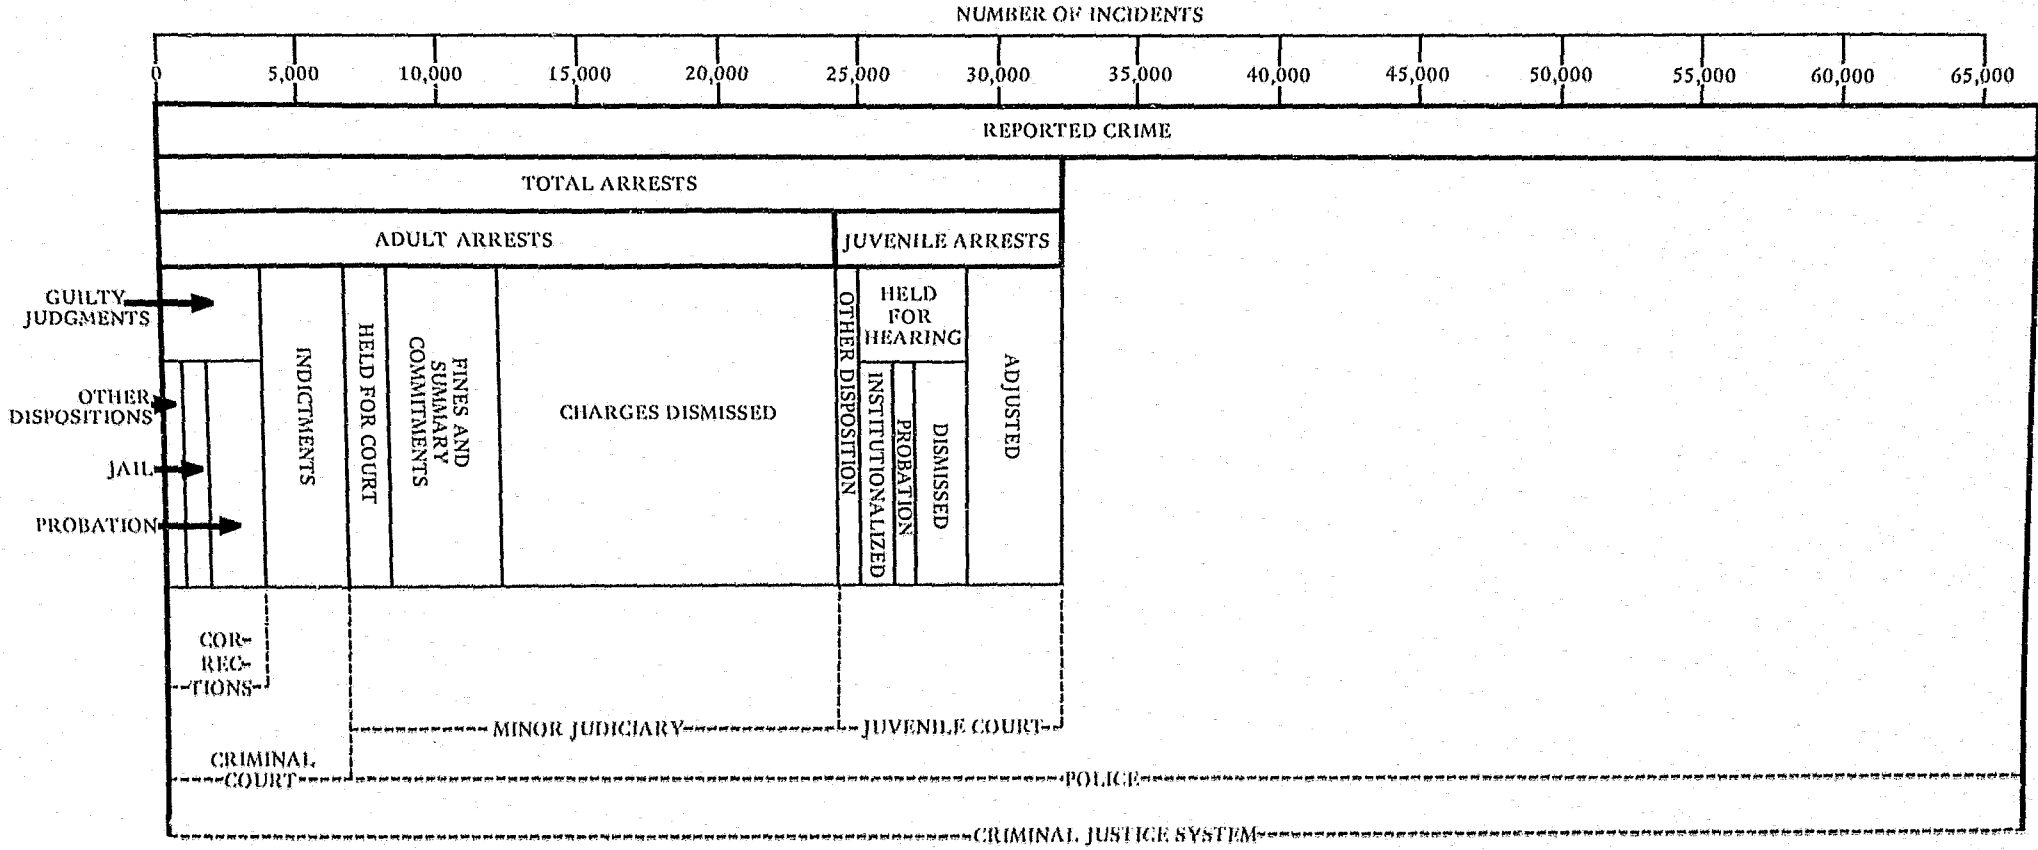 NUMBER OF INCIDENTS
0 5,000 10,000 15,000 20,000 25,000 30,000 35,000 40,000 45,000 50,000 55,000 60,000 65,000
REPORTED CRIME
TOTAL ARRESTS
ADULT ARRESTS
JUVENILE ARRESTS
GUILTY
JUDGMENTS
OTHER
DISPOSITIONS
JAIL
PROBATION
INDICTMENTS
HELD FOR COURT
FINES AND
SUMMARY
COMMITMENTS
CHARGES DISMISSED
OTHER DISPOSITION
HELD
FOR
HEARING
INSTITUTIONALIZED
PROBATION
DISMISSED
ADJUSTED
COR-
REC-
TIONS
MINOR JUDICIARY
JUVENILE COURT
CRIMINAL
COURT
POLICE
CRIMINAL JUSTICE SYSTEM